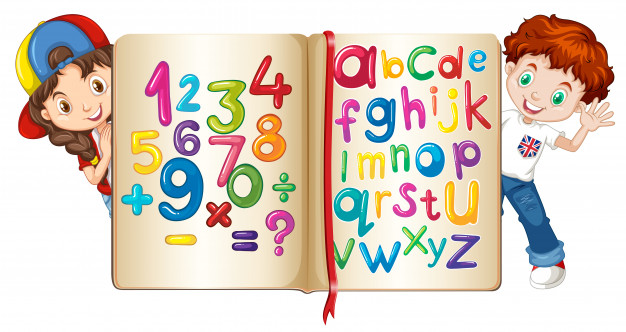 1 2 3 4
5 6 7 8
+ 9 × 0 ÷
− = ?
a b c d e
f g h i j k
l m n o p
q r s t u
v w x y z